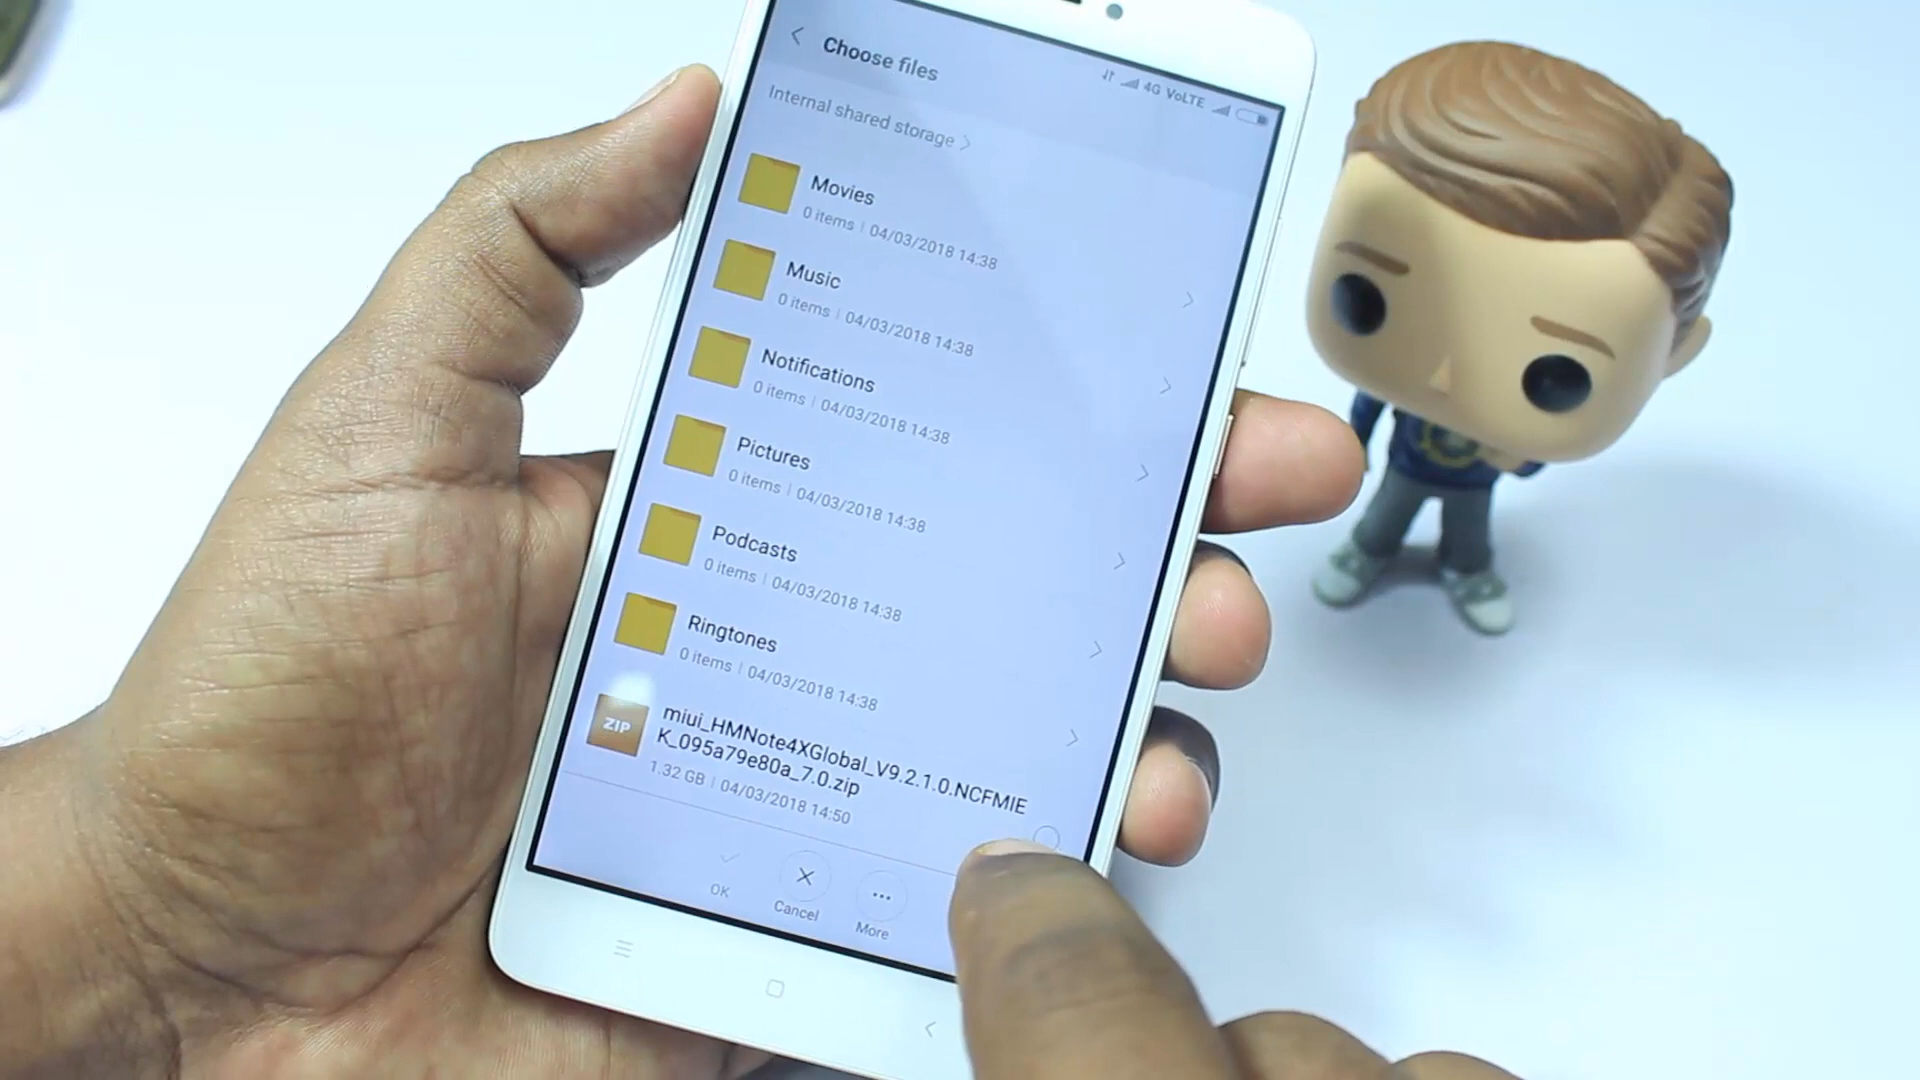 Choose files
4G VoLTE
Internal shared storage >
Movies
0 items | 04/03/2018 14:38
Music
0 items | 04/03/2018 14:38
Notifications
0 items | 04/03/2018 14:38
Pictures
0 items | 04/03/2018 14:38
Podcasts
0 items | 04/03/2018 14:38
Ringtones
0 items | 04/03/2018 14:38
ZIP
miui_HMNote4XGlobal_V9.2.1.0.NCFMIE
K_095a79e80a_7.0.zip
1.32 GB | 04/03/2018 14:50
OK
Cancel
More